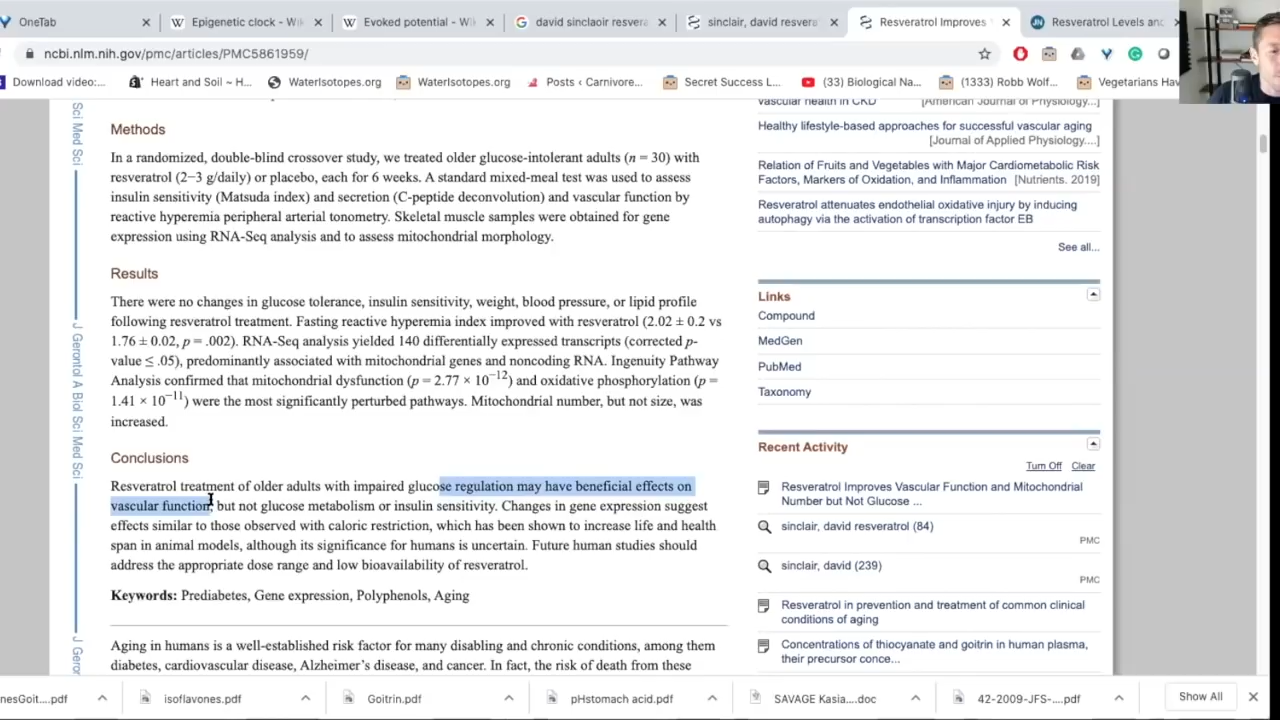 OneTab
Epigenetic clock - Wik
Evoked potential - Wi
david sinclaoir resvera
sinclair, david resvera
Resveratrol Improves
Resveratrol Levels and
ncbi.nlm.nih.gov/pmc/articles/PMC5861959/
Download video:...
Heart and Soil ~ H...
WaterIsotopes.org
WaterIsotopes.org
Posts ‹ Carnivore...
Secret Success L...
(33) Biological Na...
(1333) Robb Wolf...
Vegetarians Hav
Sci Med Sci
J Gerontol A Biol Sci Med Sci
J Geron
Methods
In a randomized, double-blind crossover study, we treated older glucose-intolerant adults (n = 30) with
resveratrol (2–3 g/daily) or placebo, each for 6 weeks. A standard mixed-meal test was used to assess
insulin sensitivity (Matsuda index) and secretion (C-peptide deconvolution) and vascular function by
reactive hyperemia peripheral arterial tonometry. Skeletal muscle samples were obtained for gene
expression using RNA-Seq analysis and to assess mitochondrial morphology.
Results
There were no changes in glucose tolerance, insulin sensitivity, weight, blood pressure, or lipid profile
following resveratrol treatment. Fasting reactive hyperemia index improved with resveratrol (2.02 ± 0.2 vs
1.76 ± 0.02, p = .002). RNA-Seq analysis yielded 140 differentially expressed transcripts (corrected p-
value ≤ .05), predominantly associated with mitochondrial genes and noncoding RNA. Ingenuity Pathway
Analysis confirmed that mitochondrial dysfunction (p = 2.77 × 10−12) and oxidative phosphorylation (p =
1.41 × 10−11) were the most significantly perturbed pathways. Mitochondrial number, but not size, was
increased.
Conclusions
Resveratrol treatment of older adults with impaired glucose regulation may have beneficial effects on
vascular function, but not glucose metabolism or insulin sensitivity. Changes in gene expression suggest
effects similar to those observed with caloric restriction, which has been shown to increase life and health
span in animal models, although its significance for humans is uncertain. Future human studies should
address the appropriate dose range and low bioavailability of resveratrol.
Keywords: Prediabetes, Gene expression, Polyphenols, Aging
Aging in humans is a well-established risk factor for many disabling and chronic conditions, among them
diabetes, cardiovascular disease, Alzheimer's disease, and cancer. In fact, the risk of death from these
vascular health in CKD [American Journal of Physiology...]
Healthy lifestyle-based approaches for successful vascular aging
[Journal of Applied Physiology....]
Relation of Fruits and Vegetables with Major Cardiometabolic Risk
Factors, Markers of Oxidation, and Inflammation [Nutrients. 2019]
Resveratrol attenuates endothelial oxidative injury by inducing
autophagy via the activation of transcription factor EB
See all...
Links
Compound
MedGen
PubMed
Taxonomy
Recent Activity
Turn Off Clear
Resveratrol Improves Vascular Function and Mitochondrial
Number but Not Glucose ...
sinclair, david resveratrol (84)
PMC
sinclair, david (239)
PMC
Resveratrol in prevention and treatment of common clinical
conditions of aging
Concentrations of thiocyanate and goitrin in human plasma,
their precursor conce...
nesGoit....pdf
isoflavones.pdf
Goitrin.pdf
pHstomach acid.pdf
SAVAGE Kasia....doc
42-2009-JFS-....pdf
Show All